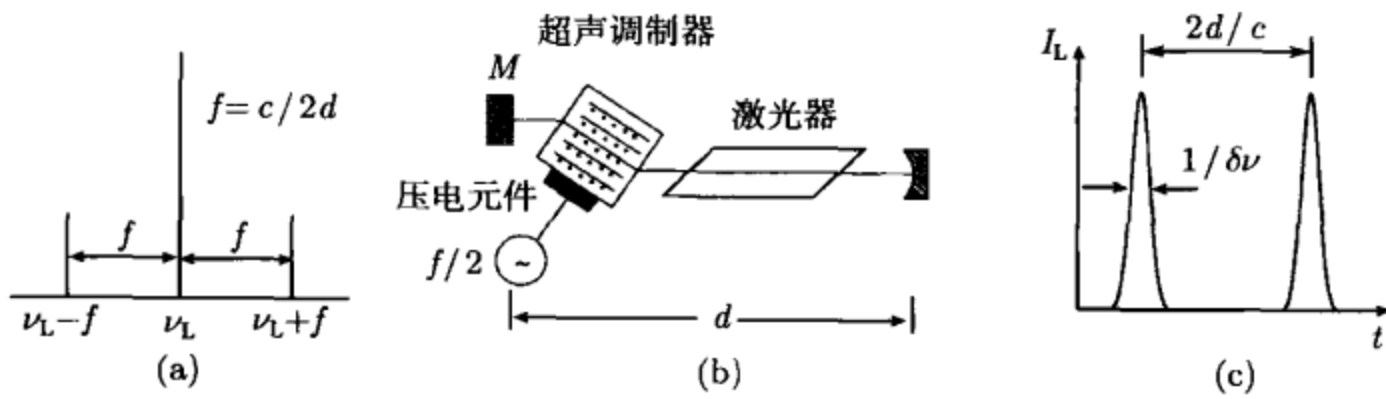 f=c/2d
f
f
ν_L−f
ν_L
ν_L+f
(a)
超声调制器
M
激光器
压电元件
f/2
~
d
(b)
I_L
2d/c
1/δν
t
(c)